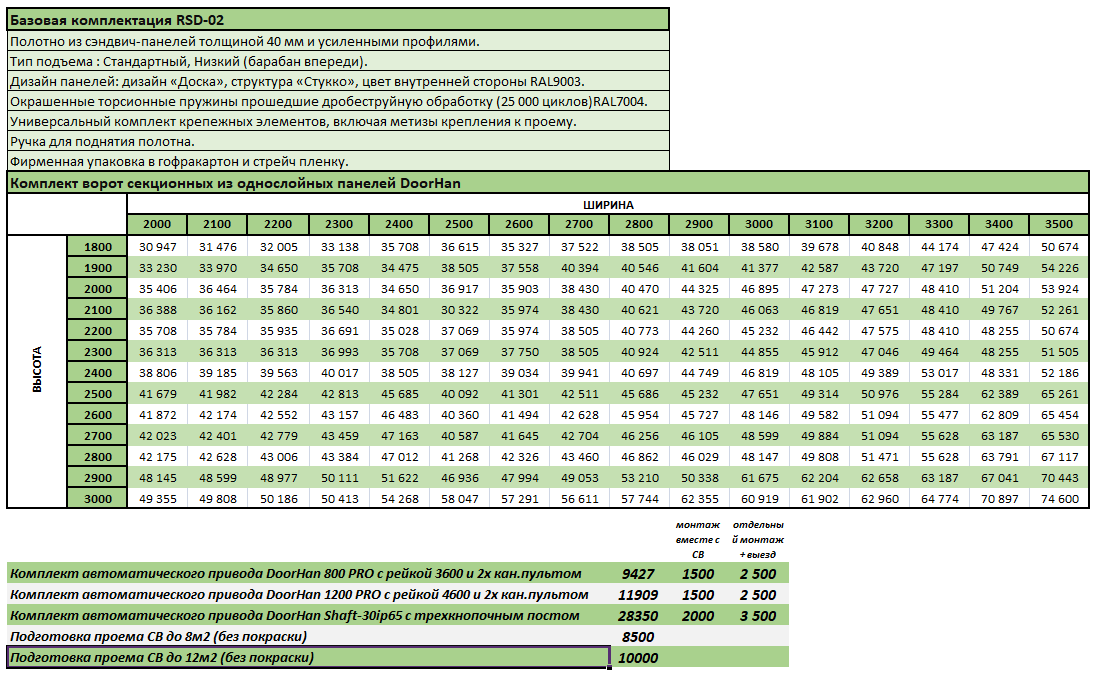 Базовая комплектация RSD-02
Полотно из сэндвич-панелей толщиной 40 мм и усиленными профилями.
Тип подъема : Стандартный, Низкий (барабан впереди).
Дизайн панелей: дизайн «Доска», структура «Стукко», цвет внутренней стороны RAL9003.
Окрашенные торсионные пружины прошедшие дробеструйную обработку (25 000 циклов)RAL7004.
Универсальный комплект крепежных элементов, включая метизы крепления к проему.
Ручка для поднятия полотна.
Фирменная упаковка в гофракартон и стрейч пленку.
Комплект ворот секционных из однослойных панелей DoorHan
ШИРИНА
2000 2100 2200 2300 2400 2500 2600 2700 2800 2900 3000 3100 3200 3300 3400 3500
ВЫСОТА
1800 30 947 31 476 32 005 33 138 35 708 36 615 35 327 37 522 38 505 38 051 38 580 39 678 40 848 44 174 47 424 50 674
1900 33 230 33 970 34 650 35 708 34 475 38 505 37 558 40 394 40 546 41 604 41 377 42 587 43 720 47 197 50 749 54 226
2000 35 406 36 464 35 784 36 313 34 650 36 917 35 903 38 430 40 470 44 325 46 895 47 273 47 727 48 410 51 204 53 924
2100 36 388 36 162 35 860 36 540 34 801 30 322 35 974 38 430 40 621 43 720 46 063 46 819 47 651 48 410 49 767 52 261
2200 35 708 35 784 35 935 36 691 35 028 37 069 35 974 38 505 40 773 44 260 45 232 46 442 47 575 48 410 48 255 50 674
2300 36 313 36 313 36 313 36 993 35 708 37 069 37 750 38 505 40 924 42 511 44 855 45 912 47 046 49 464 48 255 51 505
2400 38 806 39 185 39 563 40 017 38 505 38 127 39 034 39 941 40 697 44 749 46 819 48 105 49 389 53 017 48 331 52 186
2500 41 679 41 982 42 284 42 813 45 685 40 092 41 301 42 511 45 686 45 232 47 651 49 314 50 976 55 284 62 389 65 261
2600 41 872 42 174 42 552 43 157 46 483 40 360 41 494 42 628 45 954 45 727 48 146 49 582 51 094 55 477 62 809 65 454
2700 42 023 42 401 42 779 43 459 47 163 40 587 41 645 42 704 46 256 46 105 48 599 49 884 51 094 55 628 63 187 65 530
2800 42 175 42 628 43 006 43 384 47 012 41 268 42 326 43 460 46 862 46 029 48 147 49 808 51 471 55 628 63 791 67 117
2900 48 145 48 599 48 977 50 111 51 622 46 936 47 994 49 053 53 210 50 338 61 675 62 204 62 658 63 187 67 041 70 443
3000 49 355 49 808 50 186 50 413 54 268 58 047 57 291 56 611 57 744 62 355 60 919 61 902 62 960 64 774 70 897 74 600
монтаж вместе с СВ
отдельны й монтаж + выезд
Комплект автоматического привода DoorHan 800 PRO с рейкой 3600 и 2х кан.пультом 9427 1500 2 500
Комплект автоматического привода DoorHan 1200 PRO с рейкой 4600 и 2х кан.пультом 11909 1500 2 500
Комплект автоматического привода DoorHan Shaft-30ip65 с трехкнопочным постом 28350 2000 3 500
Подготовка проема СВ до 8м2 (без покраски) 8500
Подготовка проема СВ до 12м2 (без покраски) 10000